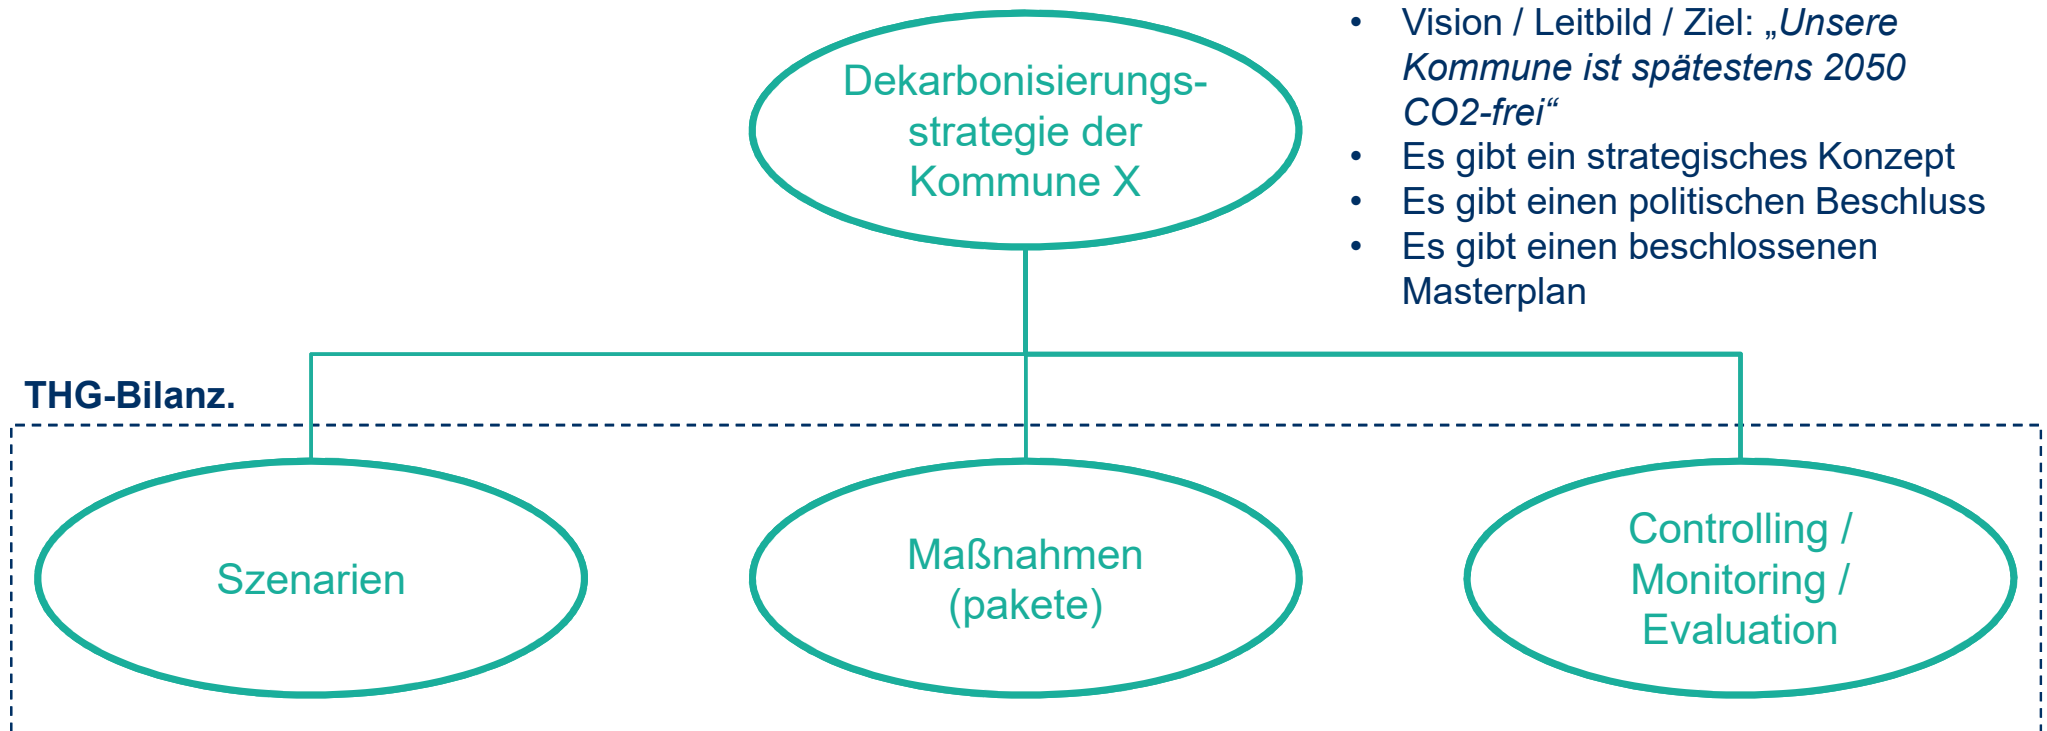 Dekarbonisierungs-
strategie der
Kommune X
• Vision / Leitbild / Ziel: „Unsere
Kommune ist spätestens 2050
CO2-frei“
• Es gibt ein strategisches Konzept
• Es gibt einen politischen Beschluss
• Es gibt einen beschlossenen
Masterplan
THG-Bilanz.
Szenarien
Maßnahmen
(pakete)
Controlling /
Monitoring /
Evaluation